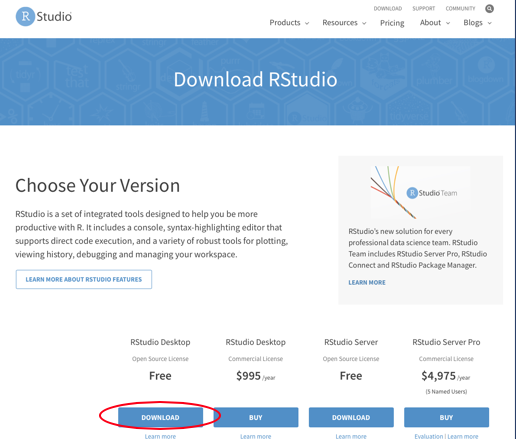 DOWNLOAD SUPPORT COMMUNITY
R Studio
Products Resources Pricing About Blogs
Download RStudio
Choose Your Version
RStudio is a set of integrated tools designed to help you be more
productive with R. It includes a console, syntax-highlighting editor that
supports direct code execution, and a variety of robust tools for plotting,
viewing history, debugging and managing your workspace.
LEARN MORE ABOUT RSTUDIO FEATURES
R Studio Team
RStudio's new solution for every
professional data science team. RStudio
Team includes RStudio Server Pro, RStudio
Connect and RStudio Package Manager.
LEARN MORE
RStudio Desktop RStudio Desktop RStudio Server RStudio Server Pro
Open Source License Commercial License Open Source License Commercial License
Free $995 /year Free $4,975 /year
(5 Named Users)
DOWNLOAD BUY DOWNLOAD BUY
Learn more Learn more Learn more Evaluation | Learn more